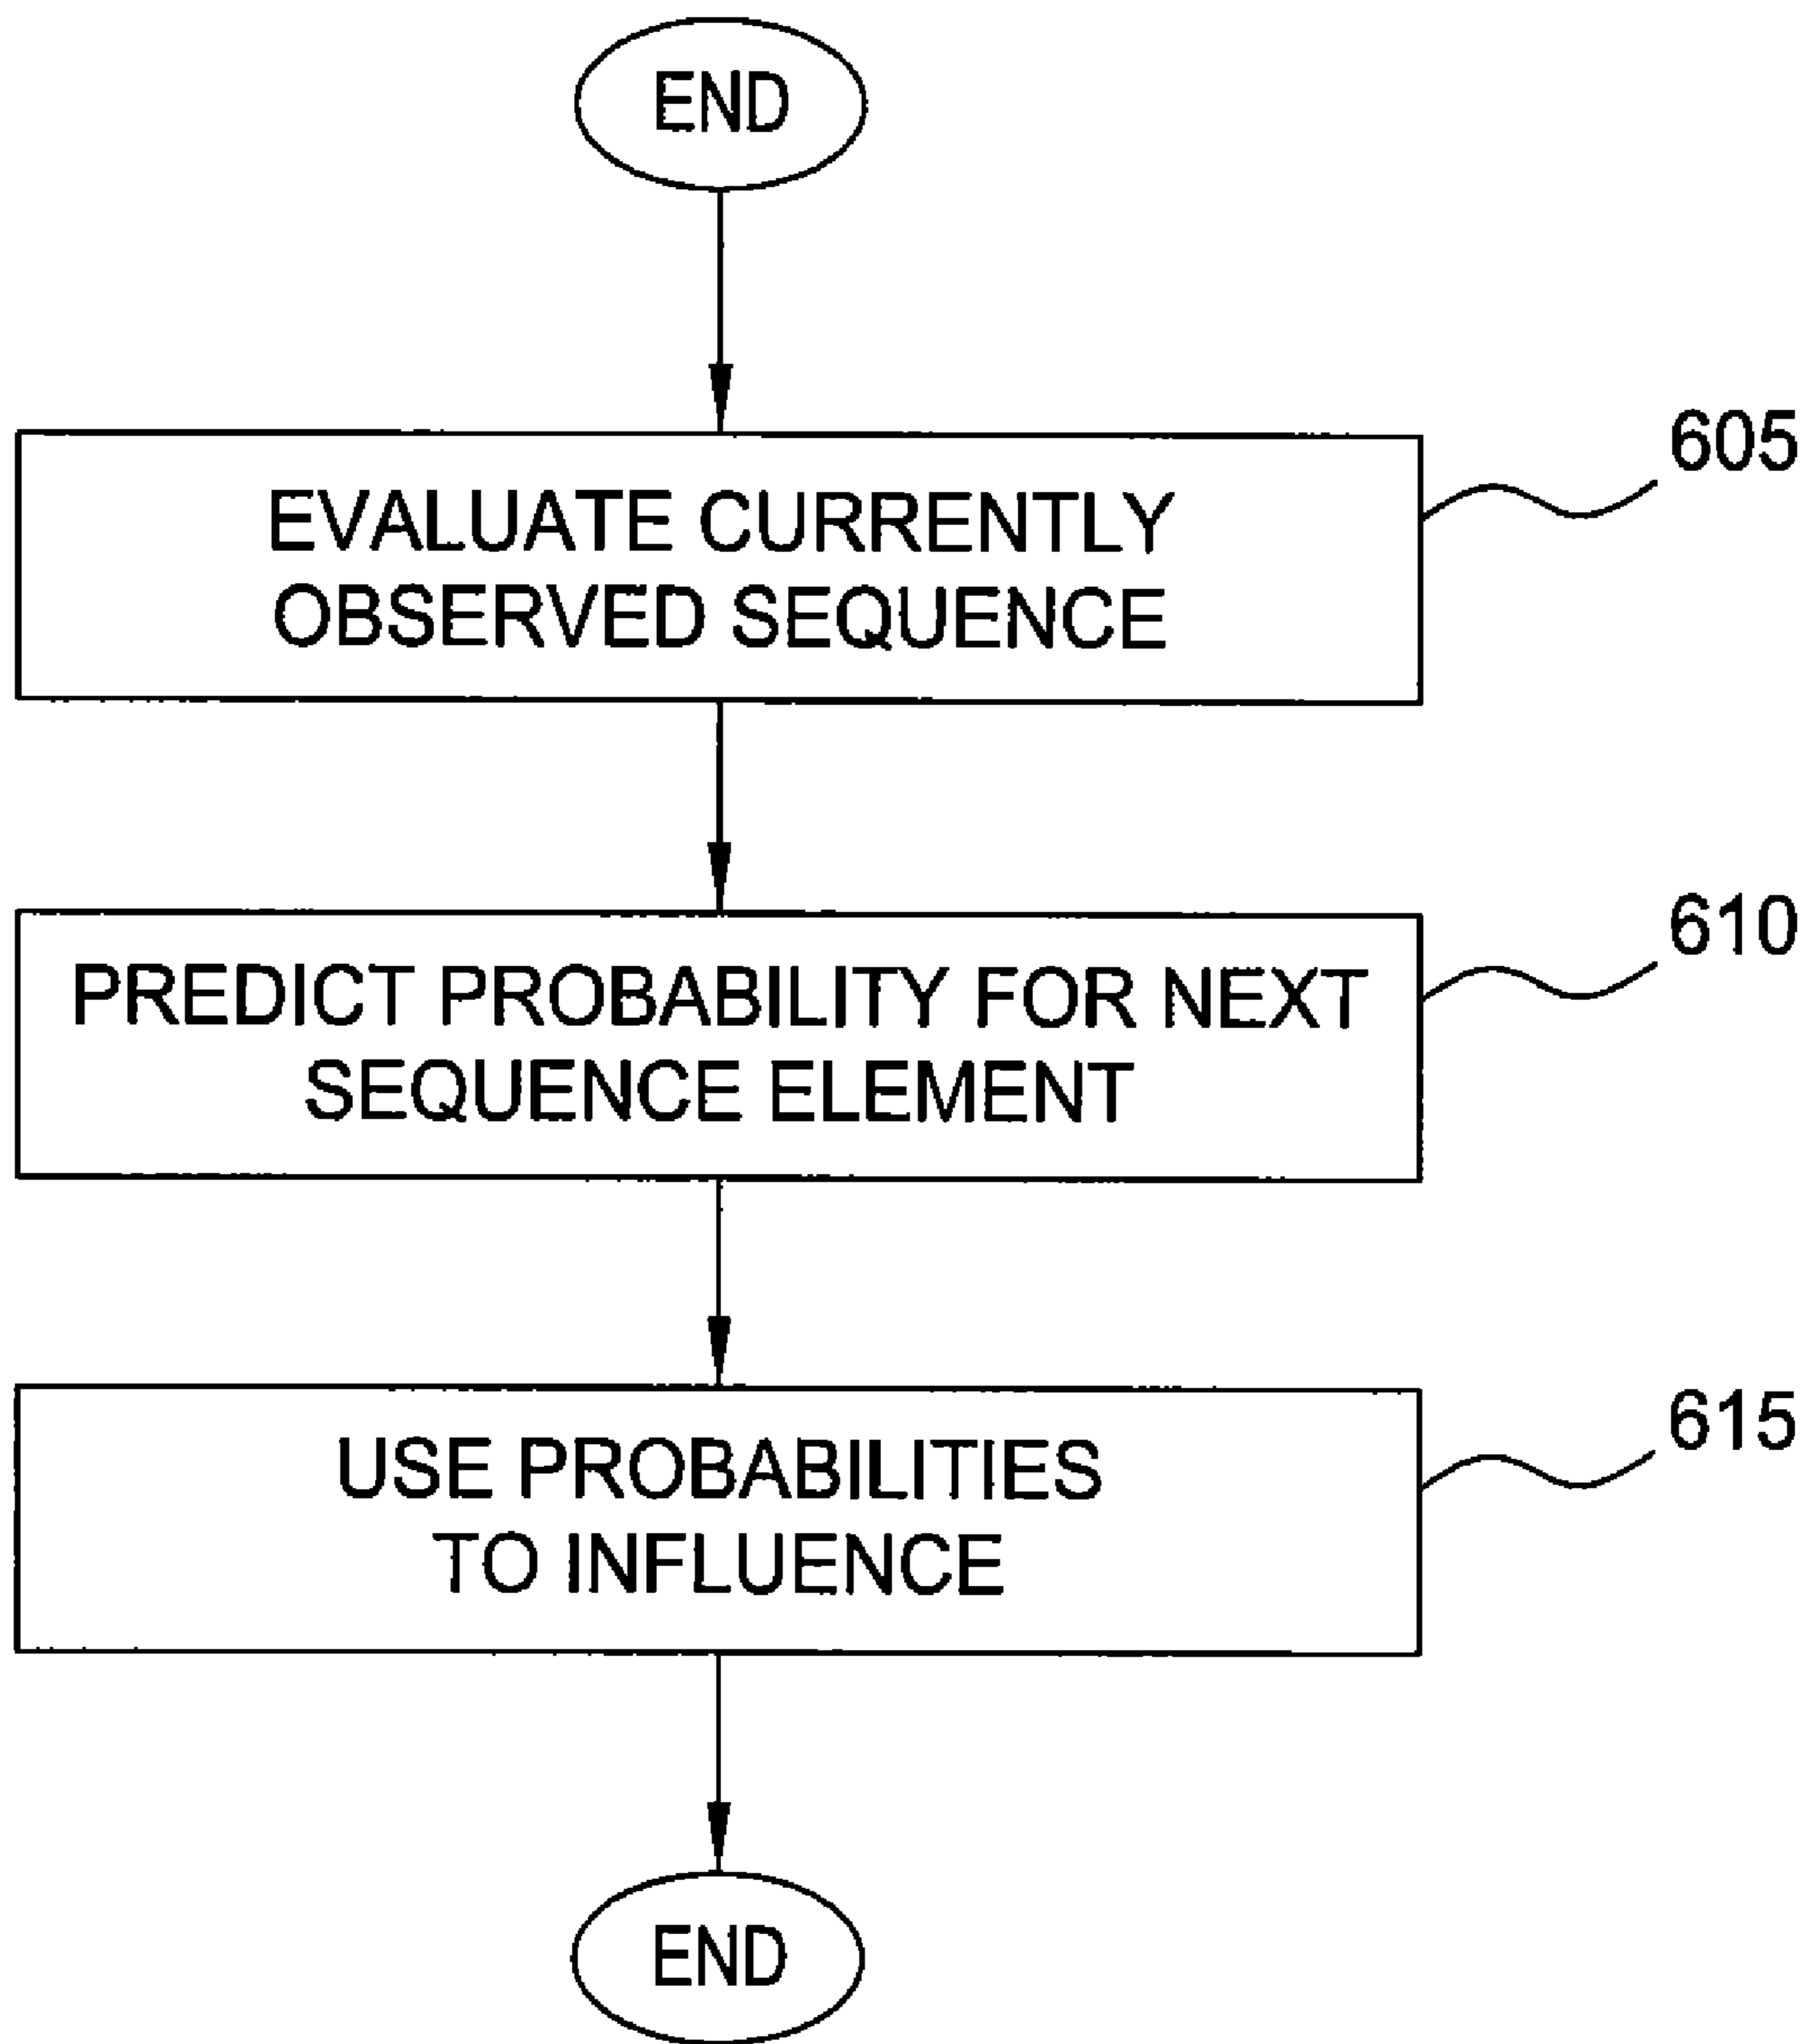 END
605
EVALUATE CURRENTLY
OBSERVED SEQUENCE
610
PREDICT PROBABILITY FOR NEXT
SEQUENCE ELEMENT
615
USE PROBABILITIES
TO INFLUENCE
END